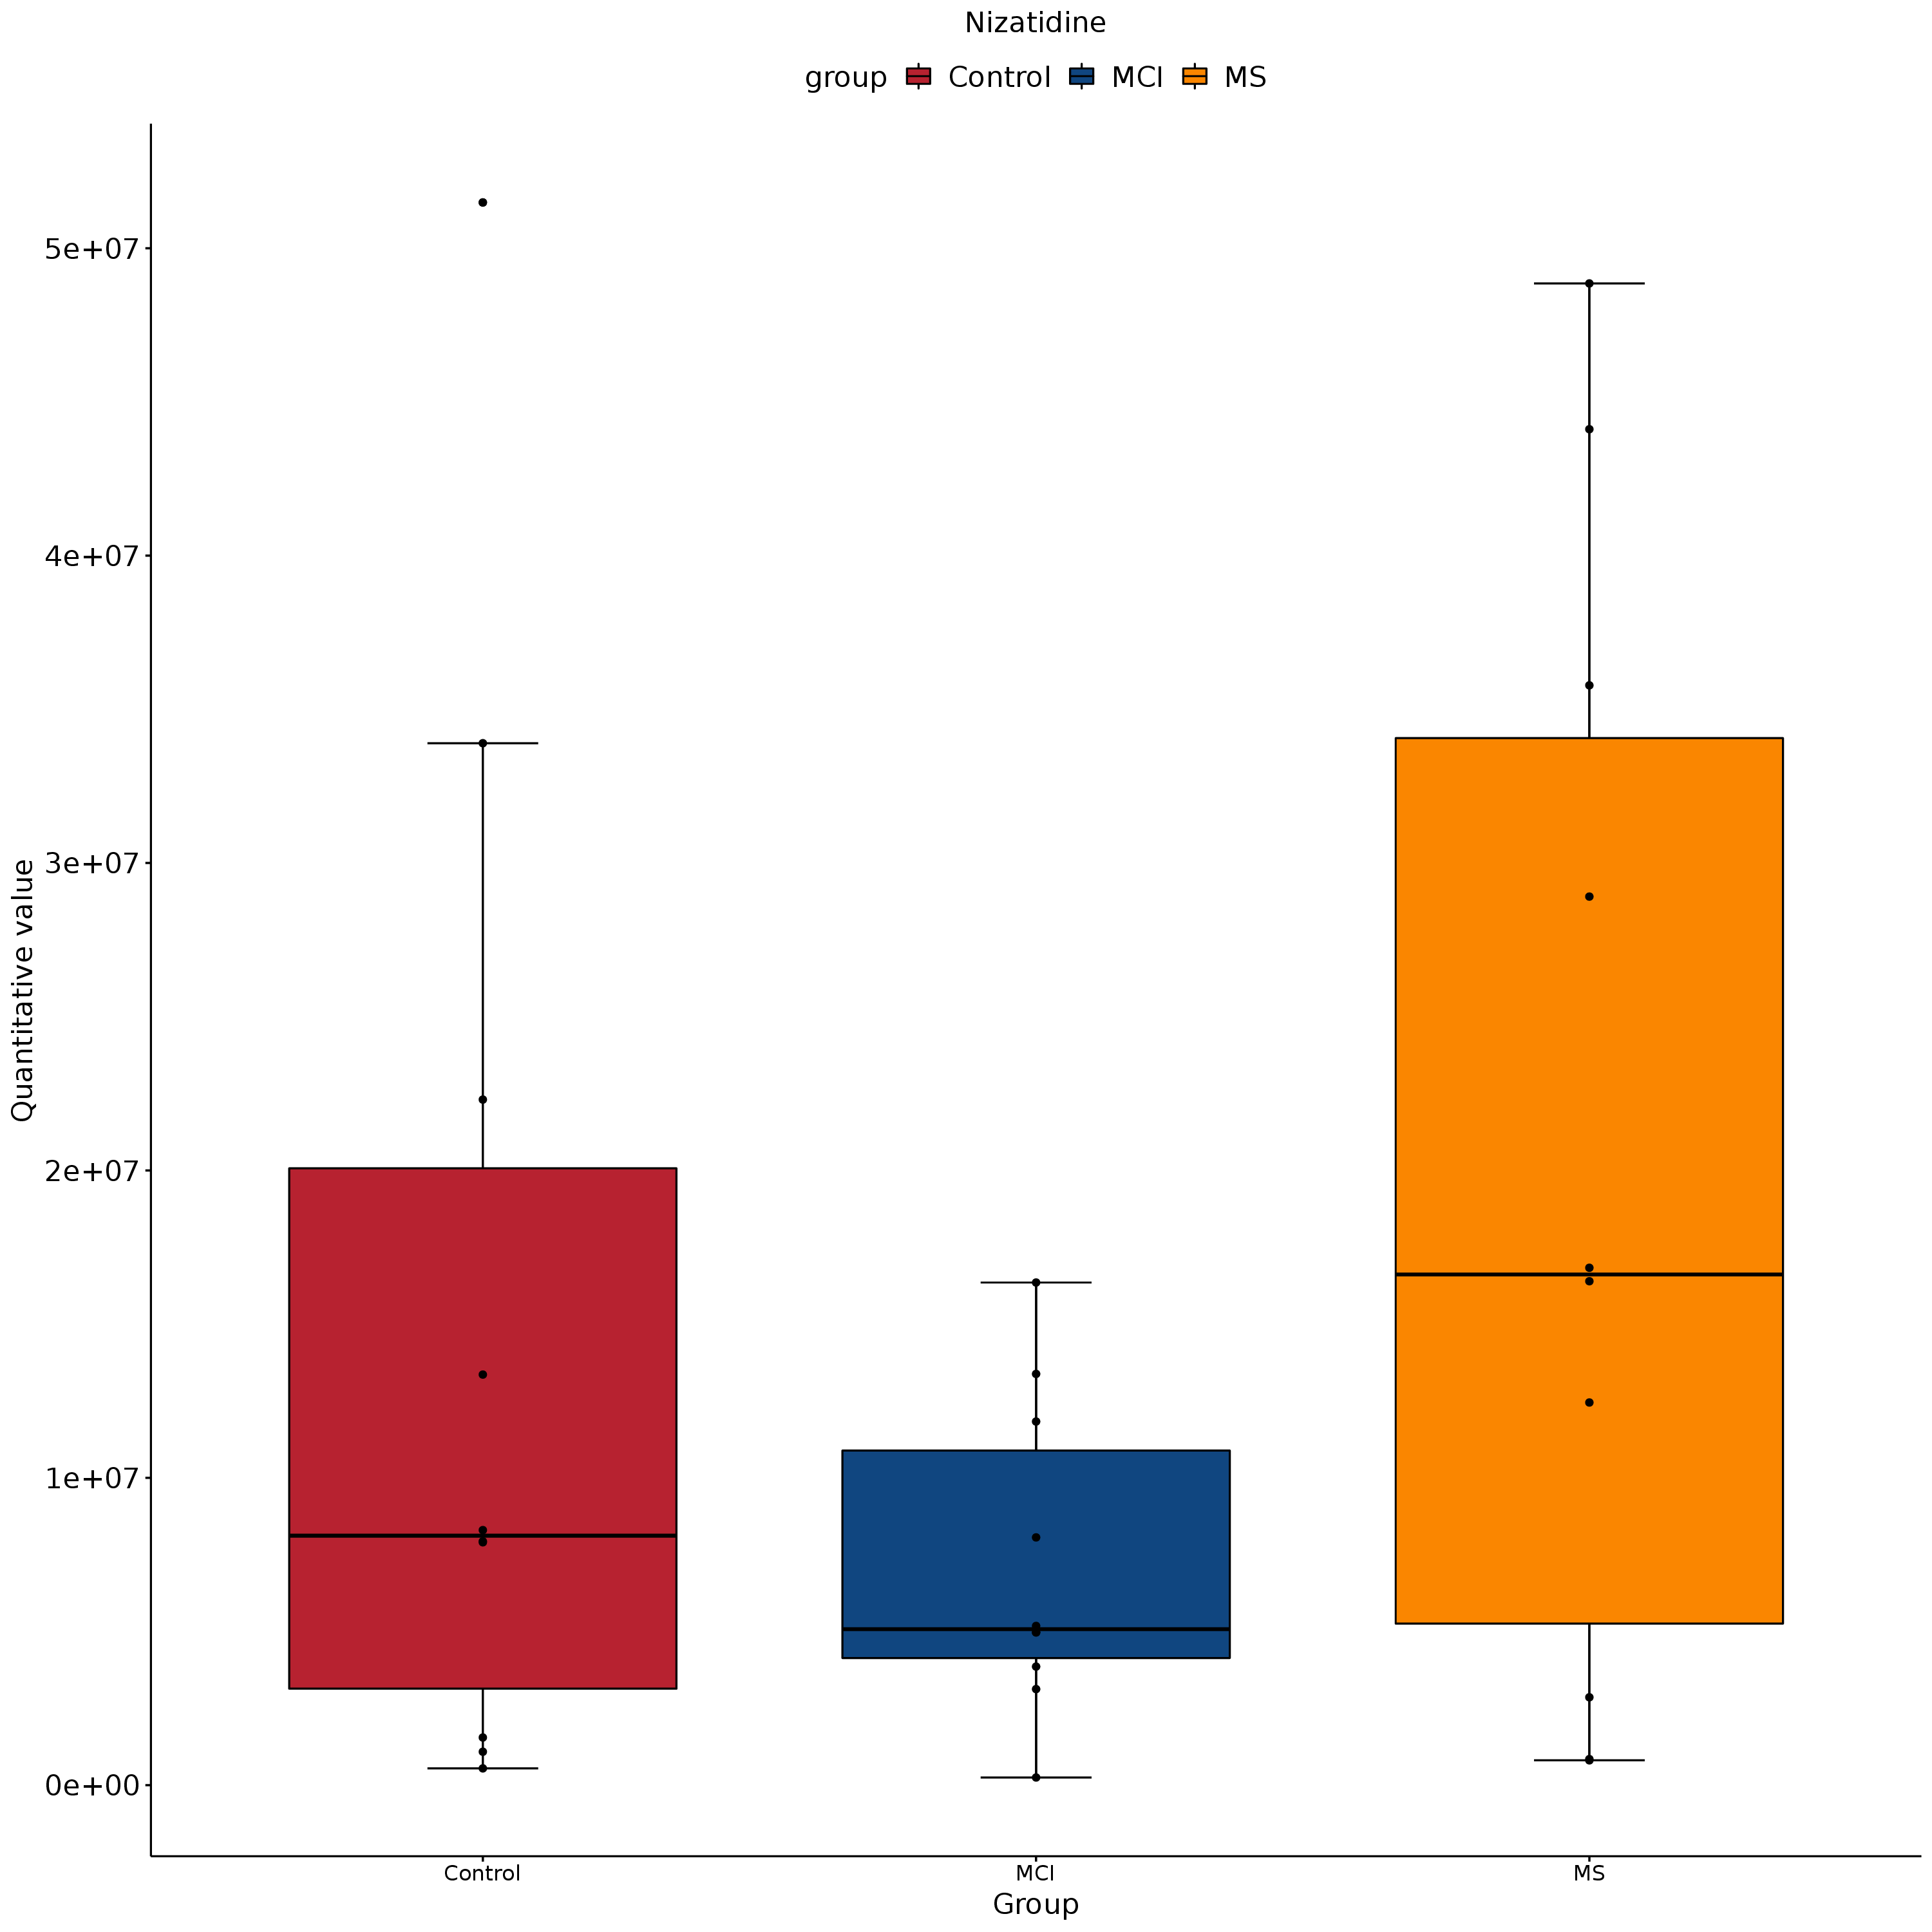 Nizatidine
group Control MCI MS
5e+07
4e+07
3e+07
2e+07
1e+07
0e+00
Quantitative value
Control MCI MS
Group